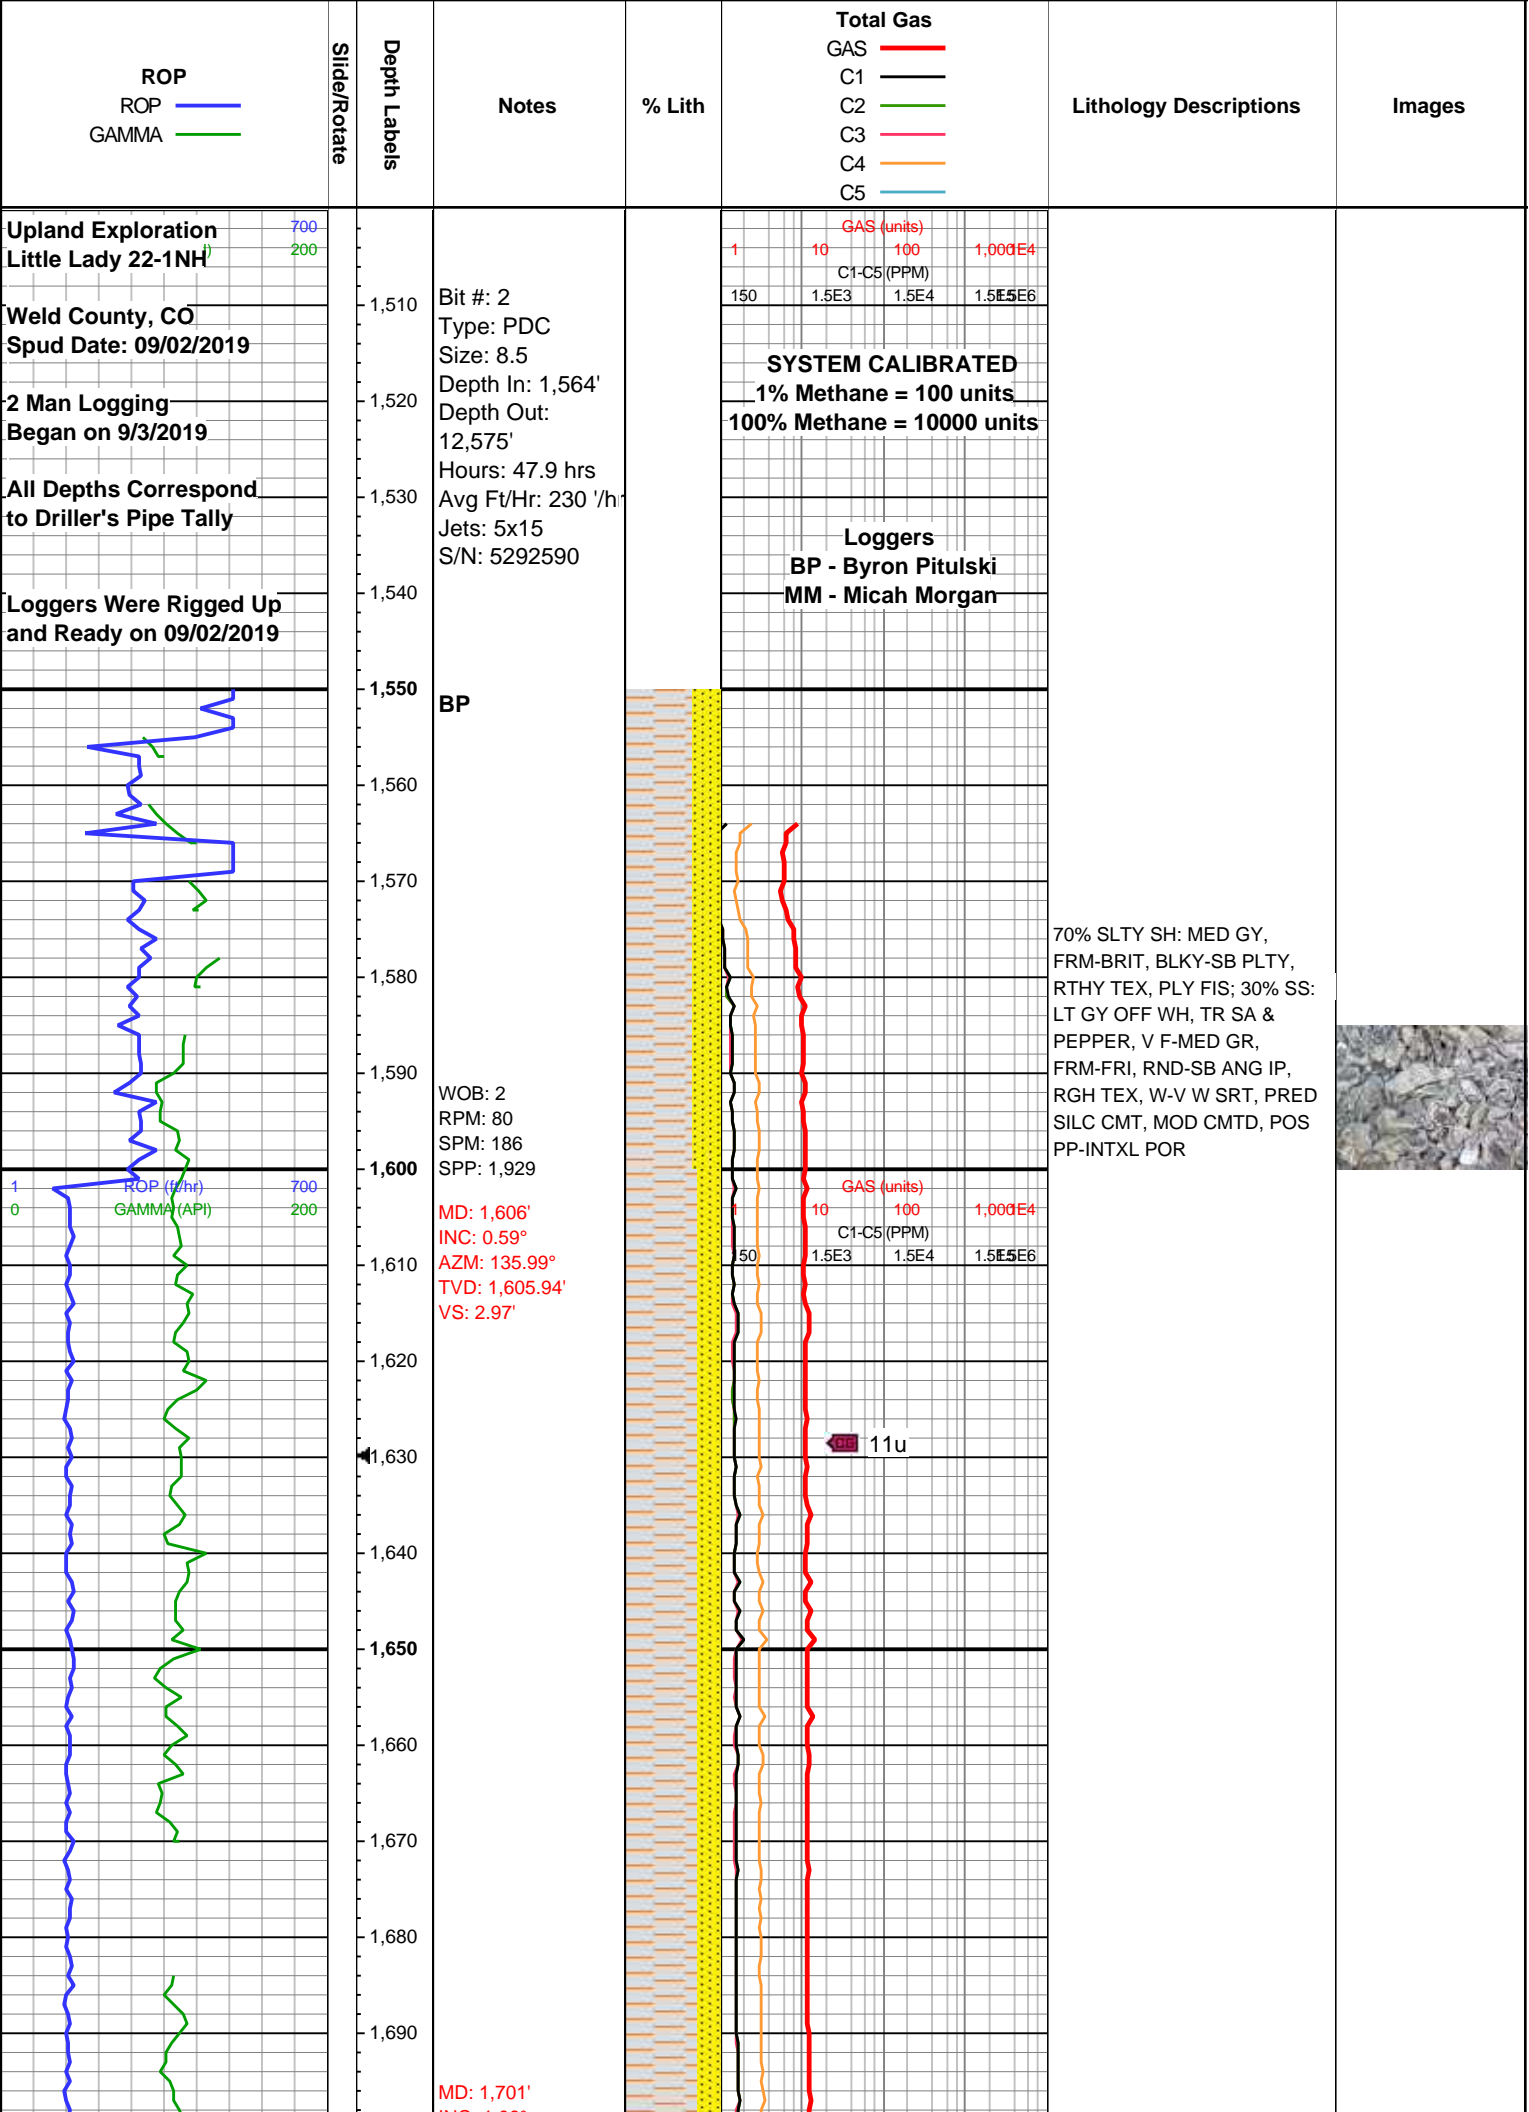 ROP
ROP
GAMMA
Slide/Rotate
Depth Labels
Notes
% Lith
Total Gas
GAS
C1
C2
C3
C4
C5
Lithology Descriptions
Images
Upland Exploration
Little Lady 22-1NH
700
200
Weld County, CO
Spud Date: 09/02/2019
2 Man Logging
Began on 9/3/2019
All Depths Correspond
to Driller's Pipe Tally
Loggers Were Rigged Up
and Ready on 09/02/2019
1 ROP (ft/hr) 700
0 GAMMA (API) 200
1,510
1,520
1,530
1,540
1,550
1,560
1,570
1,580
1,590
1,600
1,610
1,620
1,630
1,640
1,650
1,660
1,670
1,680
1,690
Bit #: 2
Type: PDC
Size: 8.5
Depth In: 1,564'
Depth Out:
12,575'
Hours: 47.9 hrs
Avg Ft/Hr: 230 '/hr
Jets: 5x15
S/N: 5292590
BP
WOB: 2
RPM: 80
SPM: 186
SPP: 1,929
MD: 1,606'
INC: 0.59°
AZM: 135.99°
TVD: 1,605.94'
VS: 2.97'
MD: 1,701'
GAS (units)
1 10 100 1,000 1E4
C1-C5 (PPM)
150 1.5E3 1.5E4 1.5E5 1.5E6
SYSTEM CALIBRATED
1% Methane = 100 units
100% Methane = 10000 units
Loggers
BP - Byron Pitulski
MM - Micah Morgan
GAS (units)
1 10 100 1,000 1E4
C1-C5 (PPM)
150 1.5E3 1.5E4 1.5E5 1.5E6
CG 11u
70% SLTY SH: MED GY,
FRM-BRIT, BLKY-SB PLTY,
RTHY TEX, PLY FIS; 30% SS:
LT GY OFF WH, TR SA &
PEPPER, V F-MED GR,
FRM-FRI, RND-SB ANG IP,
RGH TEX, W-V W SRT, PRED
SILC CMT, MOD CMTD, POS
PP-INTXL POR